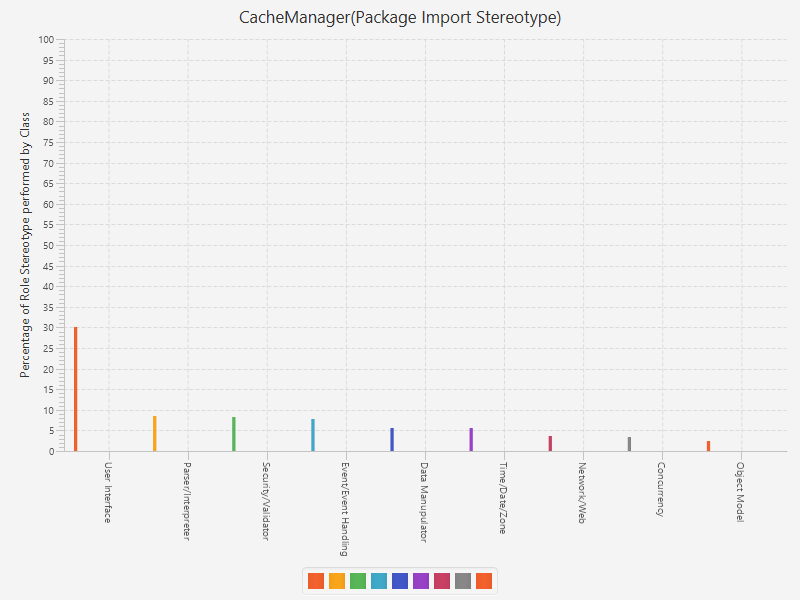 CacheManager(Package Import Stereotype)
Percentage of Role Stereotype performed by Class
100
95
90
85
80
75
70
65
60
55
50
45
40
35
30
25
20
15
10
5
0
User Interface
Parser/Interpreter
Security/Validator
Event/Event Handling
Data Manupulator
Time/Date/Zone
Network/Web
Concurrency
Object Model